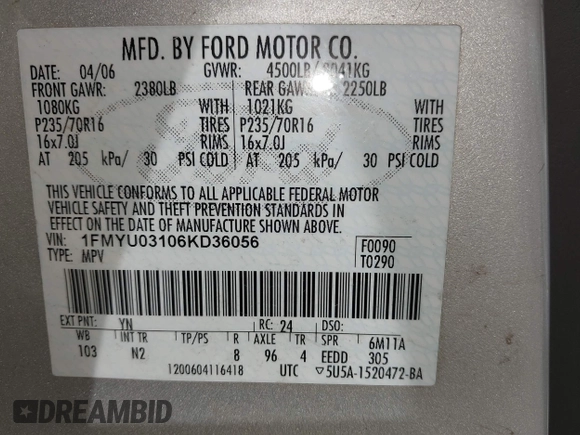 MFD. BY FORD MOTOR CO.
DATE: 04/06 GVWR: 4500LB/ 2041KG
FRONT GAWR: 2380LB REAR GAWR: 2250LB
1080KG WITH 1021KG WITH
P235/70R16 TIRES P235/70R16 TIRES
16x7.0J RIMS 16x7.0J RIMS
AT 205 kPa/ 30 PSI COLD AT 205 kPa/ 30 PSI COLD
THIS VEHICLE CONFORMS TO ALL APPLICABLE FEDERAL MOTOR
VEHICLE SAFETY AND THEFT PREVENTION STANDARDS IN
EFFECT ON THE DATE OF MANUFACTURE SHOWN ABOVE.
VIN: 1FMYU03106KD36056 F0090
TYPE: MPV T0290
EXT PNT: YN RC: 24 DSO:
WB INT TR TP/PS R AXLE TR SPR 6M11A
103 N2 8 96 4 EEDD 305
1200604116418 UTC ▽5U5A-1520472-BA
DREAMBID